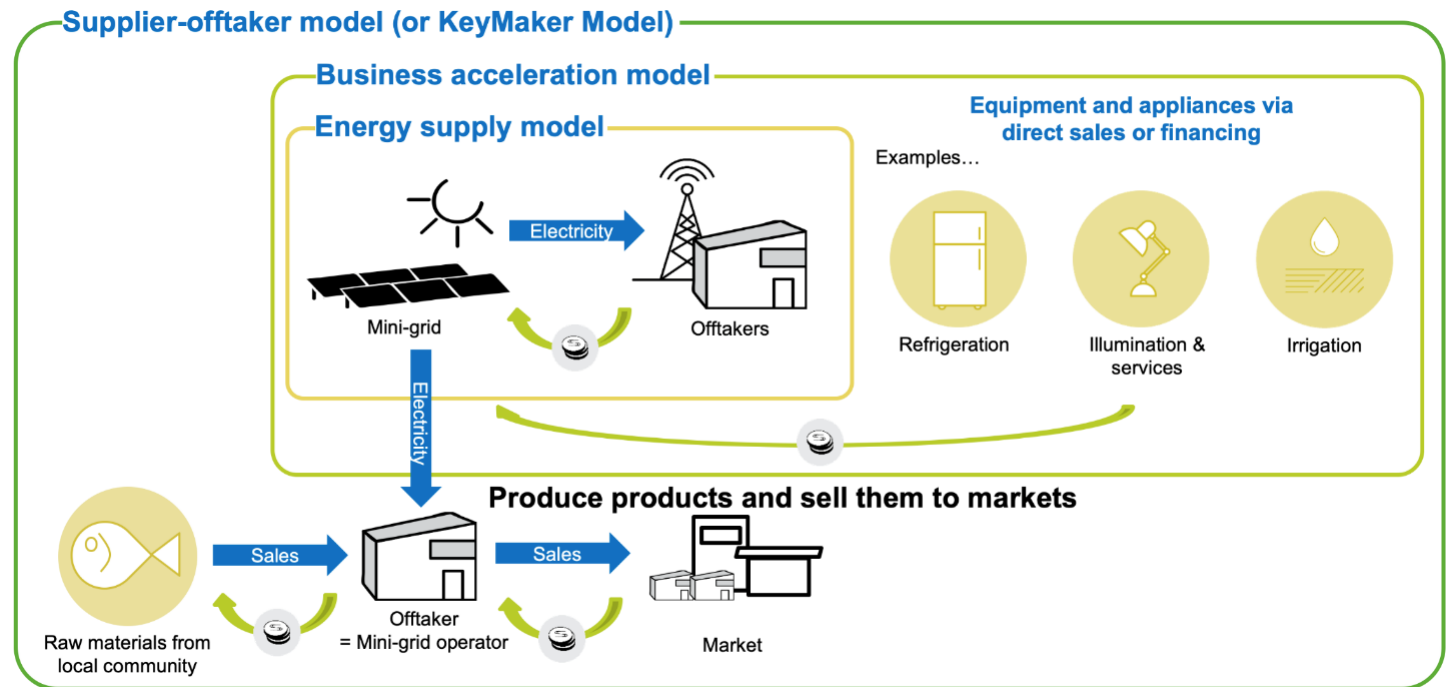 Supplier-offtaker model (or KeyMaker Model)
Business acceleration model
Energy supply model
Equipment and appliances via
direct sales or financing
Examples…
Electricity
Mini-grid
Offtakers
Refrigeration
Illumination &
services
Irrigation
Electricity
Produce products and sell them to markets
Sales
Sales
Raw materials from
local community
Offtaker
= Mini-grid operator
Market